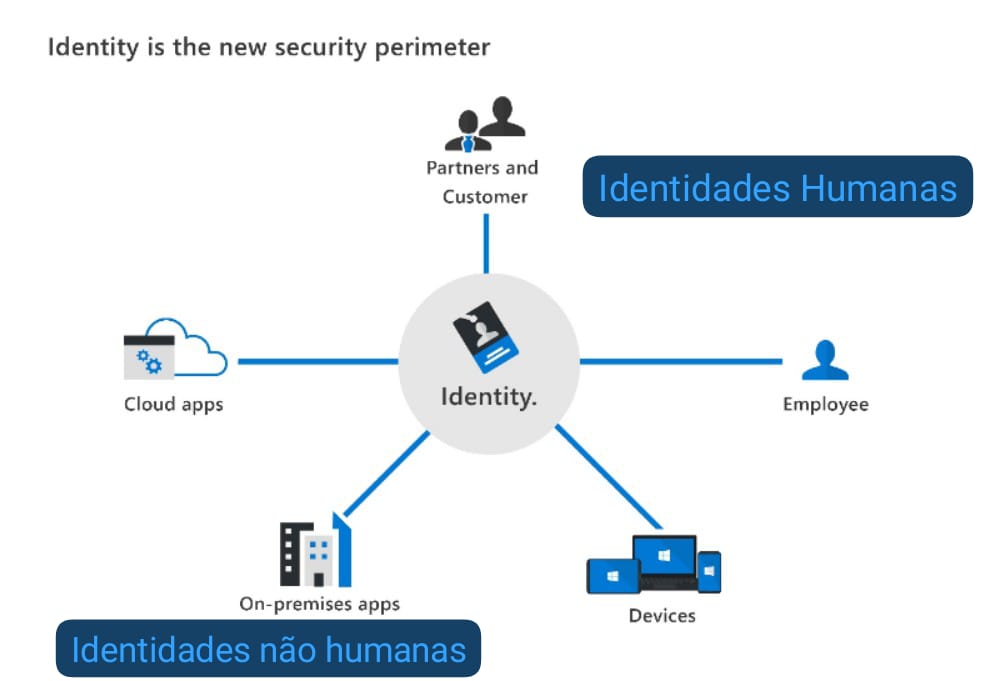 Identity is the new security perimeter
Partners and
Customer
Identidades Humanas
Cloud apps
Identity.
Employee
On-premises apps
Devices
Identidades não humanas